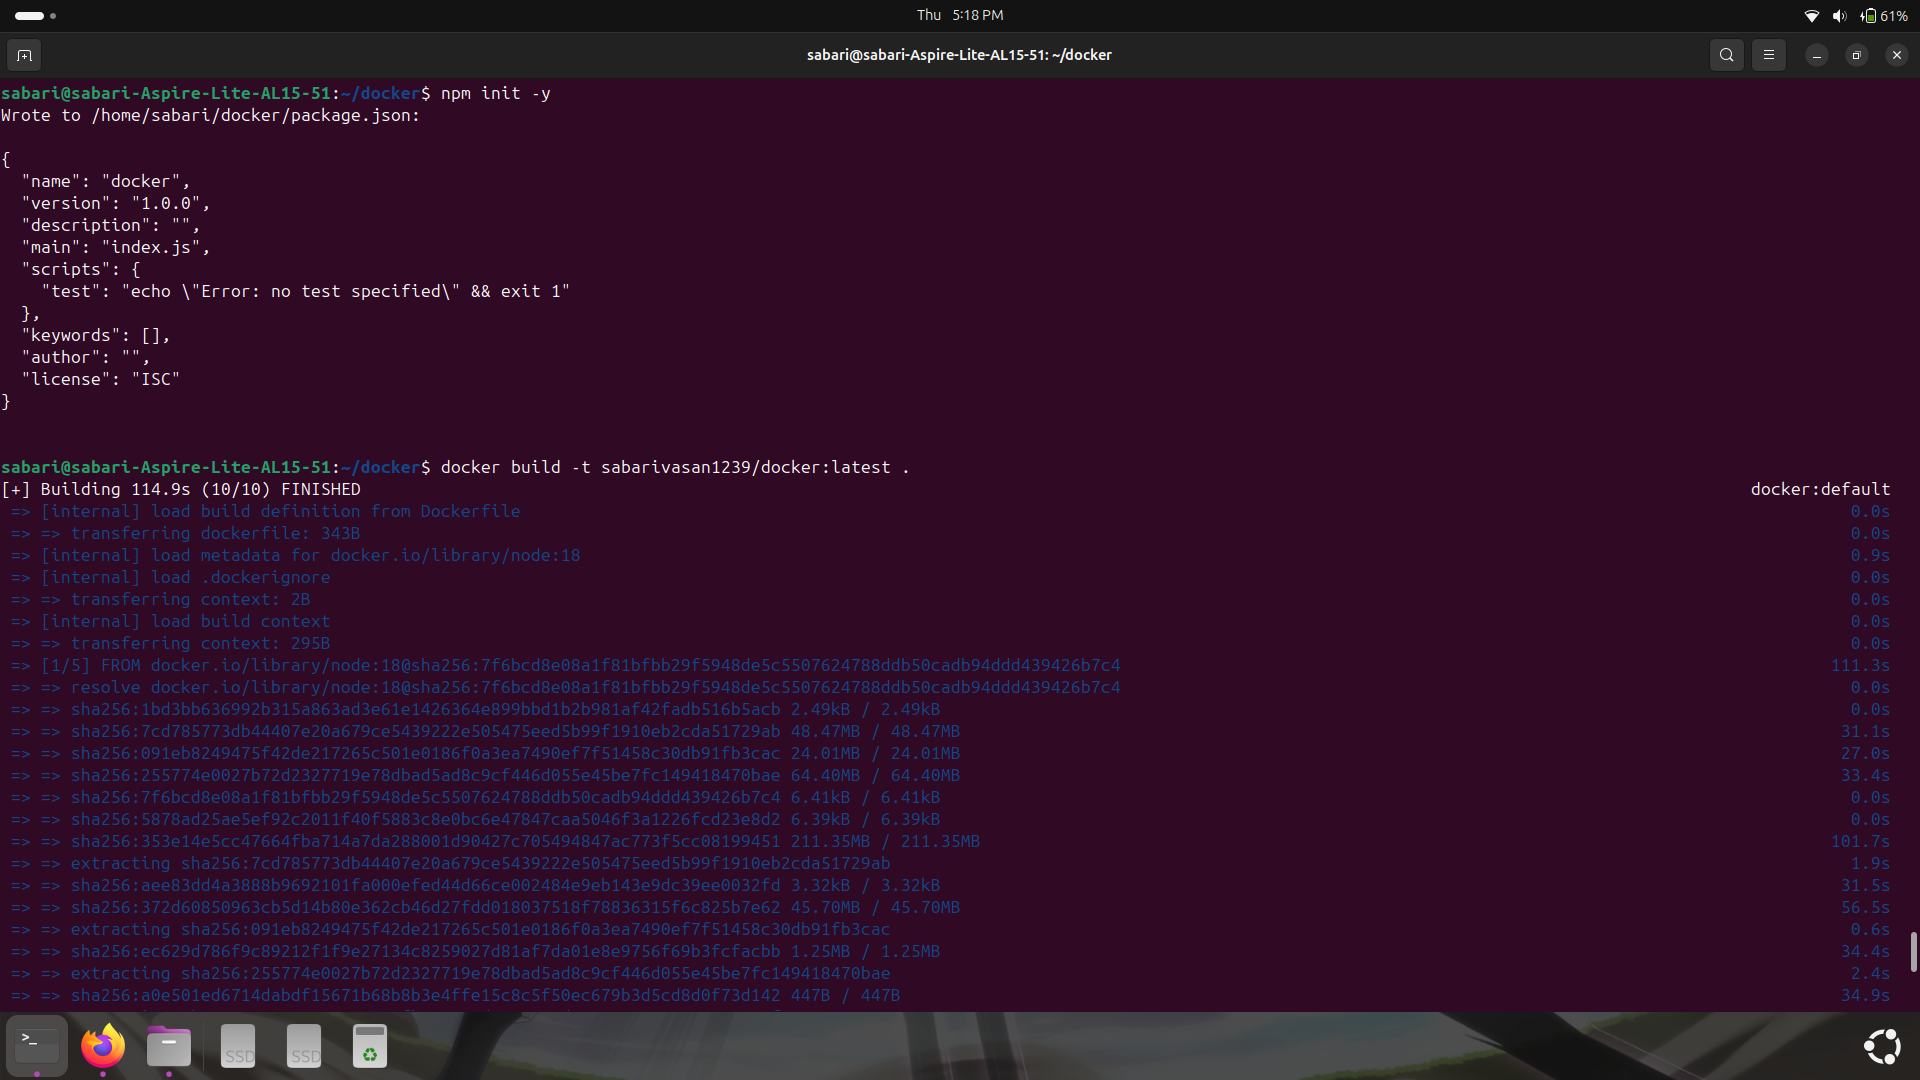 Thu 5:18 PM
61%
sabari@sabari-Aspire-Lite-AL15-51: ~/docker
sabari@sabari-Aspire-Lite-AL15-51:~/docker$ npm init -y
Wrote to /home/sabari/docker/package.json:
{
  "name": "docker",
  "version": "1.0.0",
  "description": "",
  "main": "index.js",
  "scripts": {
    "test": "echo \"Error: no test specified\" && exit 1"
  },
  "keywords": [],
  "author": "",
  "license": "ISC"
}
sabari@sabari-Aspire-Lite-AL15-51:~/docker$ docker build -t sabarivasan1239/docker:latest .
[+] Building 114.9s (10/10) FINISHED docker:default
=> [internal] load build definition from Dockerfile 0.0s
=> => transferring dockerfile: 343B 0.0s
=> [internal] load metadata for docker.io/library/node:18 0.9s
=> [internal] load .dockerignore 0.0s
=> => transferring context: 2B 0.0s
=> [internal] load build context 0.0s
=> => transferring context: 295B 0.0s
=> [1/5] FROM docker.io/library/node:18@sha256:7f6bcd8e08a1f81bfbb29f5948de5c5507624788ddb50cadb94ddd439426b7c4 111.3s
=> => resolve docker.io/library/node:18@sha256:7f6bcd8e08a1f81bfbb29f5948de5c5507624788ddb50cadb94ddd439426b7c4 0.0s
=> => sha256:1bd3bb636992b315a863ad3e61e1426364e899bbd1b2b981af42fadb516b5acb 2.49kB / 2.49kB 0.0s
=> => sha256:7cd785773db44407e20a679ce5439222e505475eed5b99f1910eb2cda51729ab 48.47MB / 48.47MB 31.1s
=> => sha256:091eb8249475f42de217265c501e0186f0a3ea7490ef7f51458c30db91fb3cac 24.01MB / 24.01MB 27.0s
=> => sha256:255774e0027b72d2327719e78dbad5ad8c9cf446d055e45be7fc149418470bae 64.40MB / 64.40MB 33.4s
=> => sha256:7f6bcd8e08a1f81bfbb29f5948de5c5507624788ddb50cadb94ddd439426b7c4 6.41kB / 6.41kB 0.0s
=> => sha256:5878ad25ae5ef92c2011f40f5883c8e0bc6e47847caa5046f3a1226fcd23e8d2 6.39kB / 6.39kB 0.0s
=> => sha256:353e14e5cc47664fba714a7da288001d90427c705494847ac773f5cc08199451 211.35MB / 211.35MB 101.7s
=> => extracting sha256:7cd785773db44407e20a679ce5439222e505475eed5b99f1910eb2cda51729ab 1.9s
=> => sha256:aee83dd4a3888b9692101fa000efed44d66ce002484e9eb143e9dc39ee0032fd 3.32kB / 3.32kB 31.5s
=> => sha256:372d60850963cb5d14b80e362cb46d27fdd018037518f78836315f6c825b7e62 45.70MB / 45.70MB 56.5s
=> => extracting sha256:091eb8249475f42de217265c501e0186f0a3ea7490ef7f51458c30db91fb3cac 0.6s
=> => sha256:ec629d786f9c89212f1f9e27134c8259027d81af7da01e8e9756f69b3fcfacbb 1.25MB / 1.25MB 34.4s
=> => extracting sha256:255774e0027b72d2327719e78dbad5ad8c9cf446d055e45be7fc149418470bae 2.4s
=> => sha256:a0e501ed6714dabdf15671b68b8b3e4ffe15c8c5f50ec679b3d5cd8d0f73d142 447B / 447B 34.9s
SSD
SSD